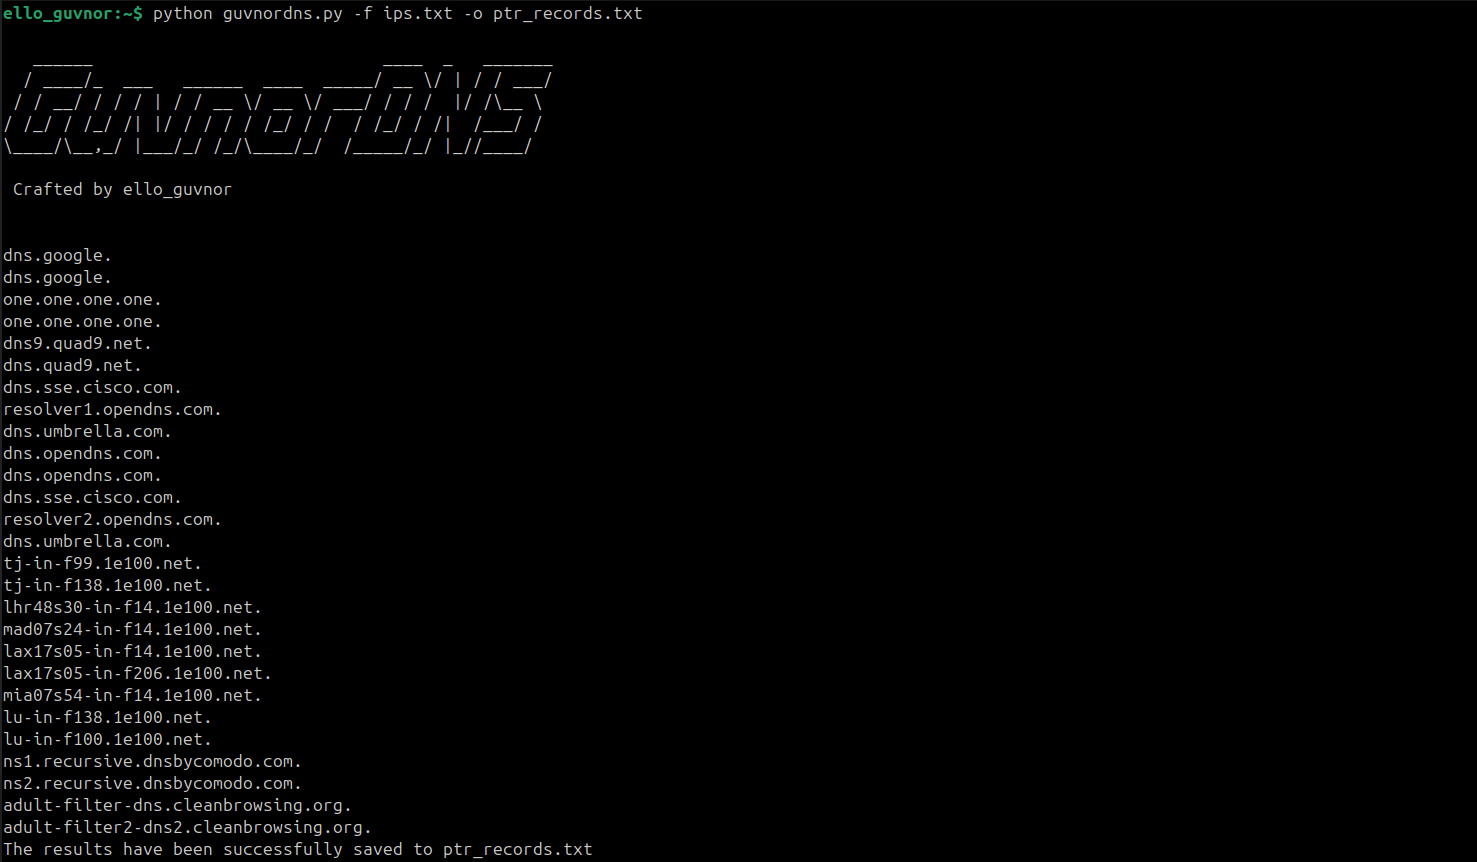 ello_guvnor:~$ python guvnordns.py -f ips.txt -o ptr_records.txt
GuvnorDNS
Crafted by ello_guvnor
dns.google.
dns.google.
one.one.one.one.
one.one.one.one.
dns9.quad9.net.
dns.quad9.net.
dns.sse.cisco.com.
resolver1.opendns.com.
dns.umbrella.com.
dns.opendns.com.
dns.opendns.com.
dns.sse.cisco.com.
resolver2.opendns.com.
dns.umbrella.com.
tj-in-f99.1e100.net.
tj-in-f138.1e100.net.
lhr48s30-in-f14.1e100.net.
mad07s24-in-f14.1e100.net.
lax17s05-in-f14.1e100.net.
lax17s05-in-f206.1e100.net.
mia07s54-in-f14.1e100.net.
lu-in-f138.1e100.net.
lu-in-f100.1e100.net.
ns1.recursive.dnsbycomodo.com.
ns2.recursive.dnsbycomodo.com.
adult-filter-dns.cleanbrowsing.org.
adult-filter2-dns2.cleanbrowsing.org.
The results have been successfully saved to ptr_records.txt